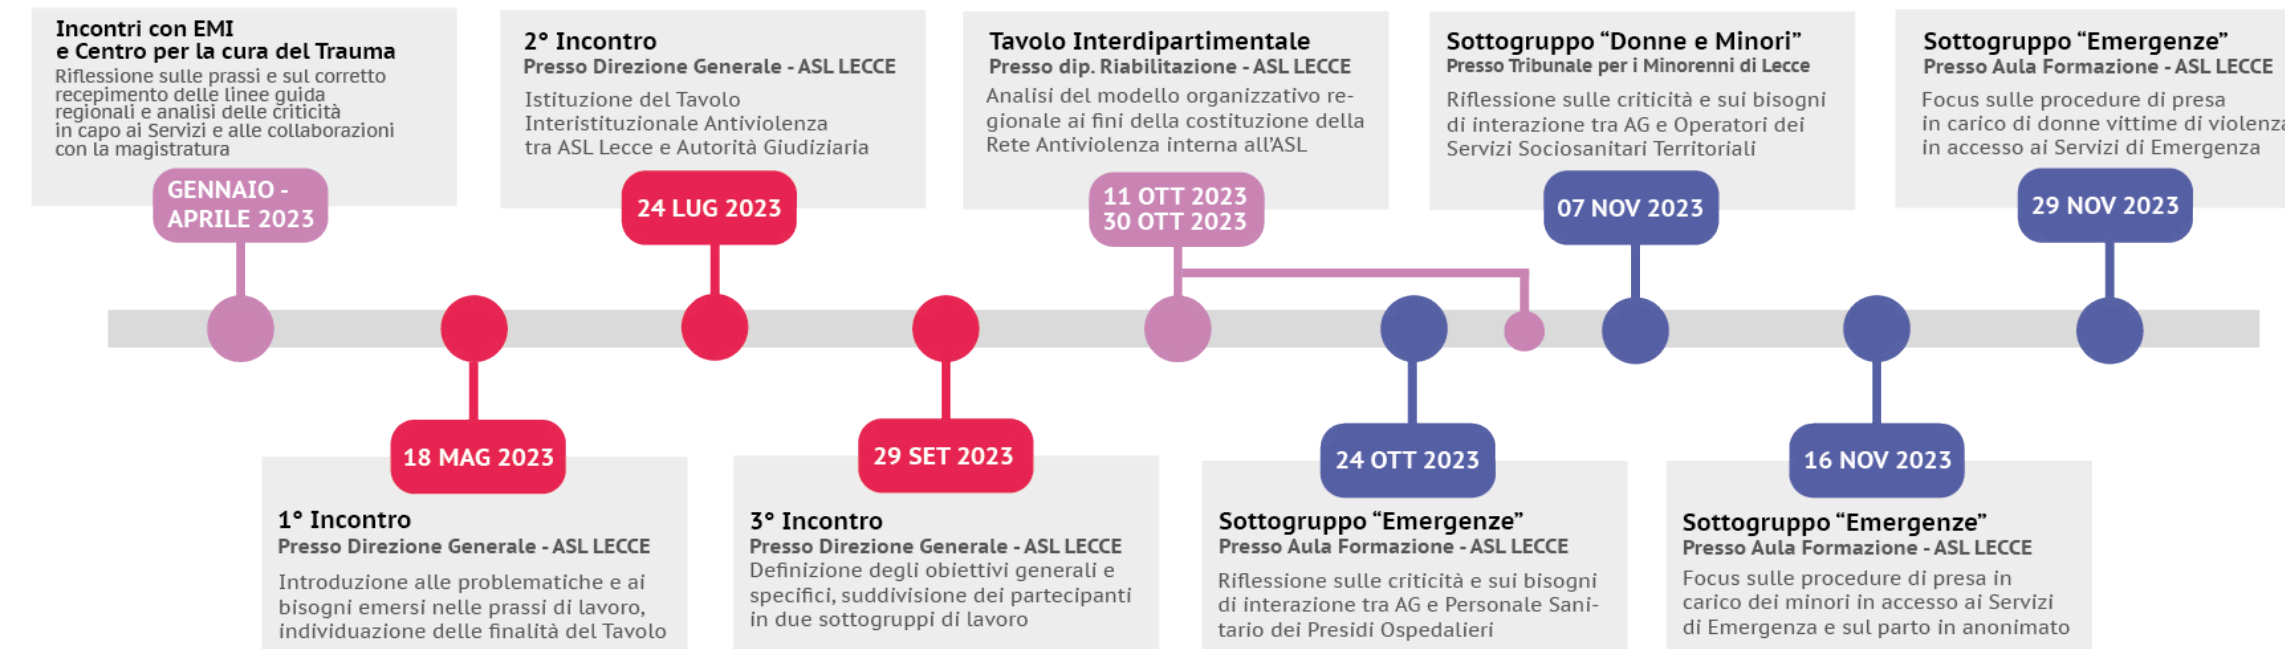 Incontri con EMI
e Centro per la cura del Trauma
Riflessione sulle prassi e sul corretto
recepimento delle linee guida
regionali e analisi delle criticità
in capo ai Servizi e alle collaborazioni
con la magistratura
GENNAIO -
APRILE 2023
2° Incontro
Presso Direzione Generale - ASL LECCE
Istituzione del Tavolo
Interistituzionale Antiviolenza
tra ASL Lecce e Autorità Giudiziaria
24 LUG 2023
Tavolo Interdipartimentale
Presso dip. Riabilitazione - ASL LECCE
Analisi del modello organizzativo re-
gionale ai fini della costituzione della
Rete Antiviolenza interna all'ASL
11 OTT 2023
30 OTT 2023
Sottogruppo “Donne e Minori”
Presso Tribunale per i Minorenni di Lecce
Riflessione sulle criticità e sui bisogni
di interazione tra AG e Operatori dei
Servizi Sociosanitari Territoriali
07 NOV 2023
Sottogruppo “Emergenze”
Presso Aula Formazione - ASL LECCE
Focus sulle procedure di presa
in carico di donne vittime di violenza
in accesso ai Servizi di Emergenza
29 NOV 2023
18 MAG 2023
1° Incontro
Presso Direzione Generale - ASL LECCE
Introduzione alle problematiche e ai
bisogni emersi nelle prassi di lavoro,
individuazione delle finalità del Tavolo
29 SET 2023
3° Incontro
Presso Direzione Generale - ASL LECCE
Definizione degli obiettivi generali e
specifici, suddivisione dei partecipanti
in due sottogruppi di lavoro
24 OTT 2023
Sottogruppo “Emergenze”
Presso Aula Formazione - ASL LECCE
Riflessione sulle criticità e sui bisogni
di interazione tra AG e Personale Sani-
tario dei Presidi Ospedalieri
16 NOV 2023
Sottogruppo “Emergenze”
Presso Aula Formazione - ASL LECCE
Focus sulle procedure di presa in
carico dei minori in accesso ai Servizi
di Emergenza e sul parto in anonimato